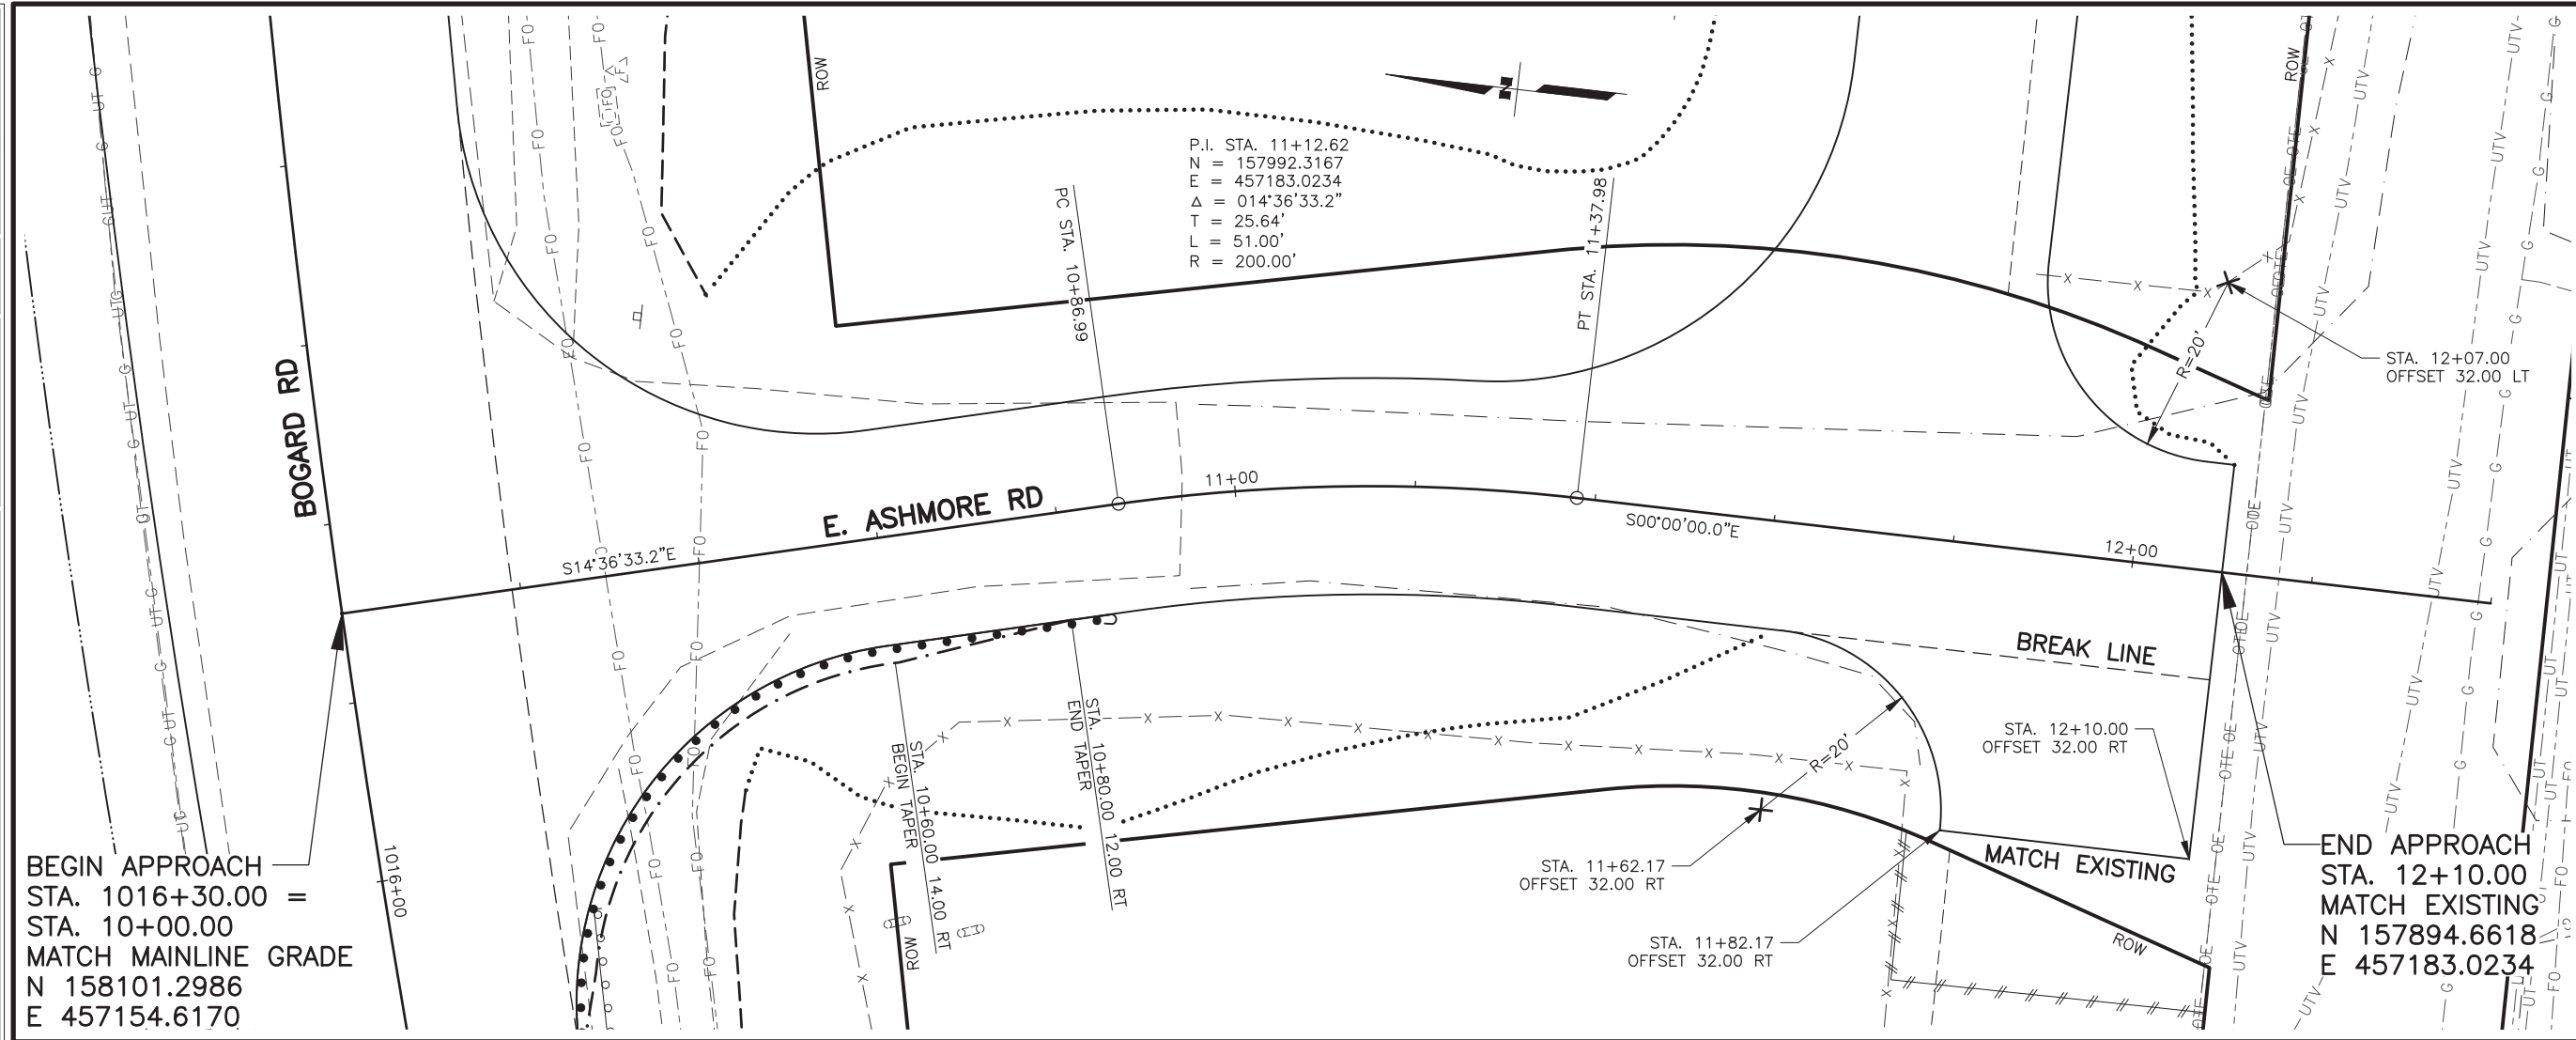 ROW
N
ROW
P.I. STA. 11+12.62
N = 157992.3167
E = 457183.0234
Δ = 014°36'33.2"
T = 25.64'
L = 51.00'
R = 200.00'
PC STA. 10+86.99
PT STA. 11+37.98
R=20'
STA. 12+07.00
OFFSET 32.00 LT
BOGARD RD
E. ASHMORE RD
11+00
S14°36'33.2"E
S00°00'00.0"E
12+00
BREAK LINE
STA. 10+60.00 14.00 RT
BEGIN TAPER
STA. 10+80.00 12.00 RT
END TAPER
R=20'
STA. 12+10.00
OFFSET 32.00 RT
1016+00
BEGIN APPROACH
STA. 1016+30.00 =
STA. 10+00.00
MATCH MAINLINE GRADE
N 158101.2986
E 457154.6170
ROW
STA. 11+62.17
OFFSET 32.00 RT
STA. 11+82.17
OFFSET 32.00 RT
MATCH EXISTING
ROW
END APPROACH
STA. 12+10.00
MATCH EXISTING
N 157894.6618
E 457183.0234